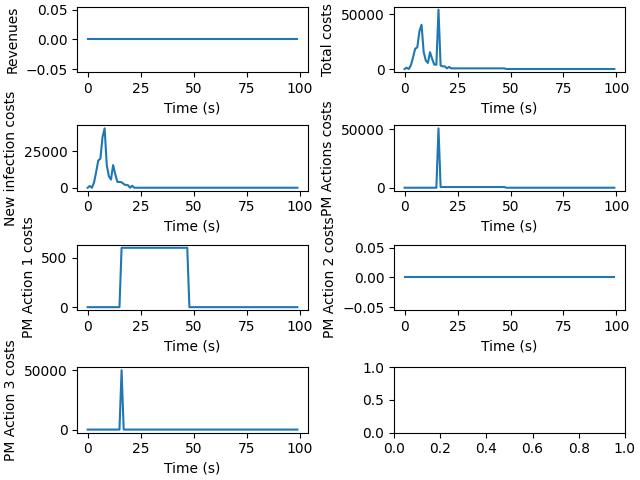 Revenues
0.05
0.00
−0.05
0 25 50 75 100
Time (s)
Total costs
50000
0
0 25 50 75 100
Time (s)
New infection costs
25000
0
0 25 50 75 100
Time (s)
PM Actions costs
50000
0
0 25 50 75 100
Time (s)
PM Action 1 costs
500
0
0 25 50 75 100
Time (s)
PM Action 2 costs
0.05
0.00
−0.05
0 25 50 75 100
Time (s)
PM Action 3 costs
50000
0
0 25 50 75 100
Time (s)
1.0
0.5
0.0
0.0 0.2 0.4 0.6 0.8 1.0